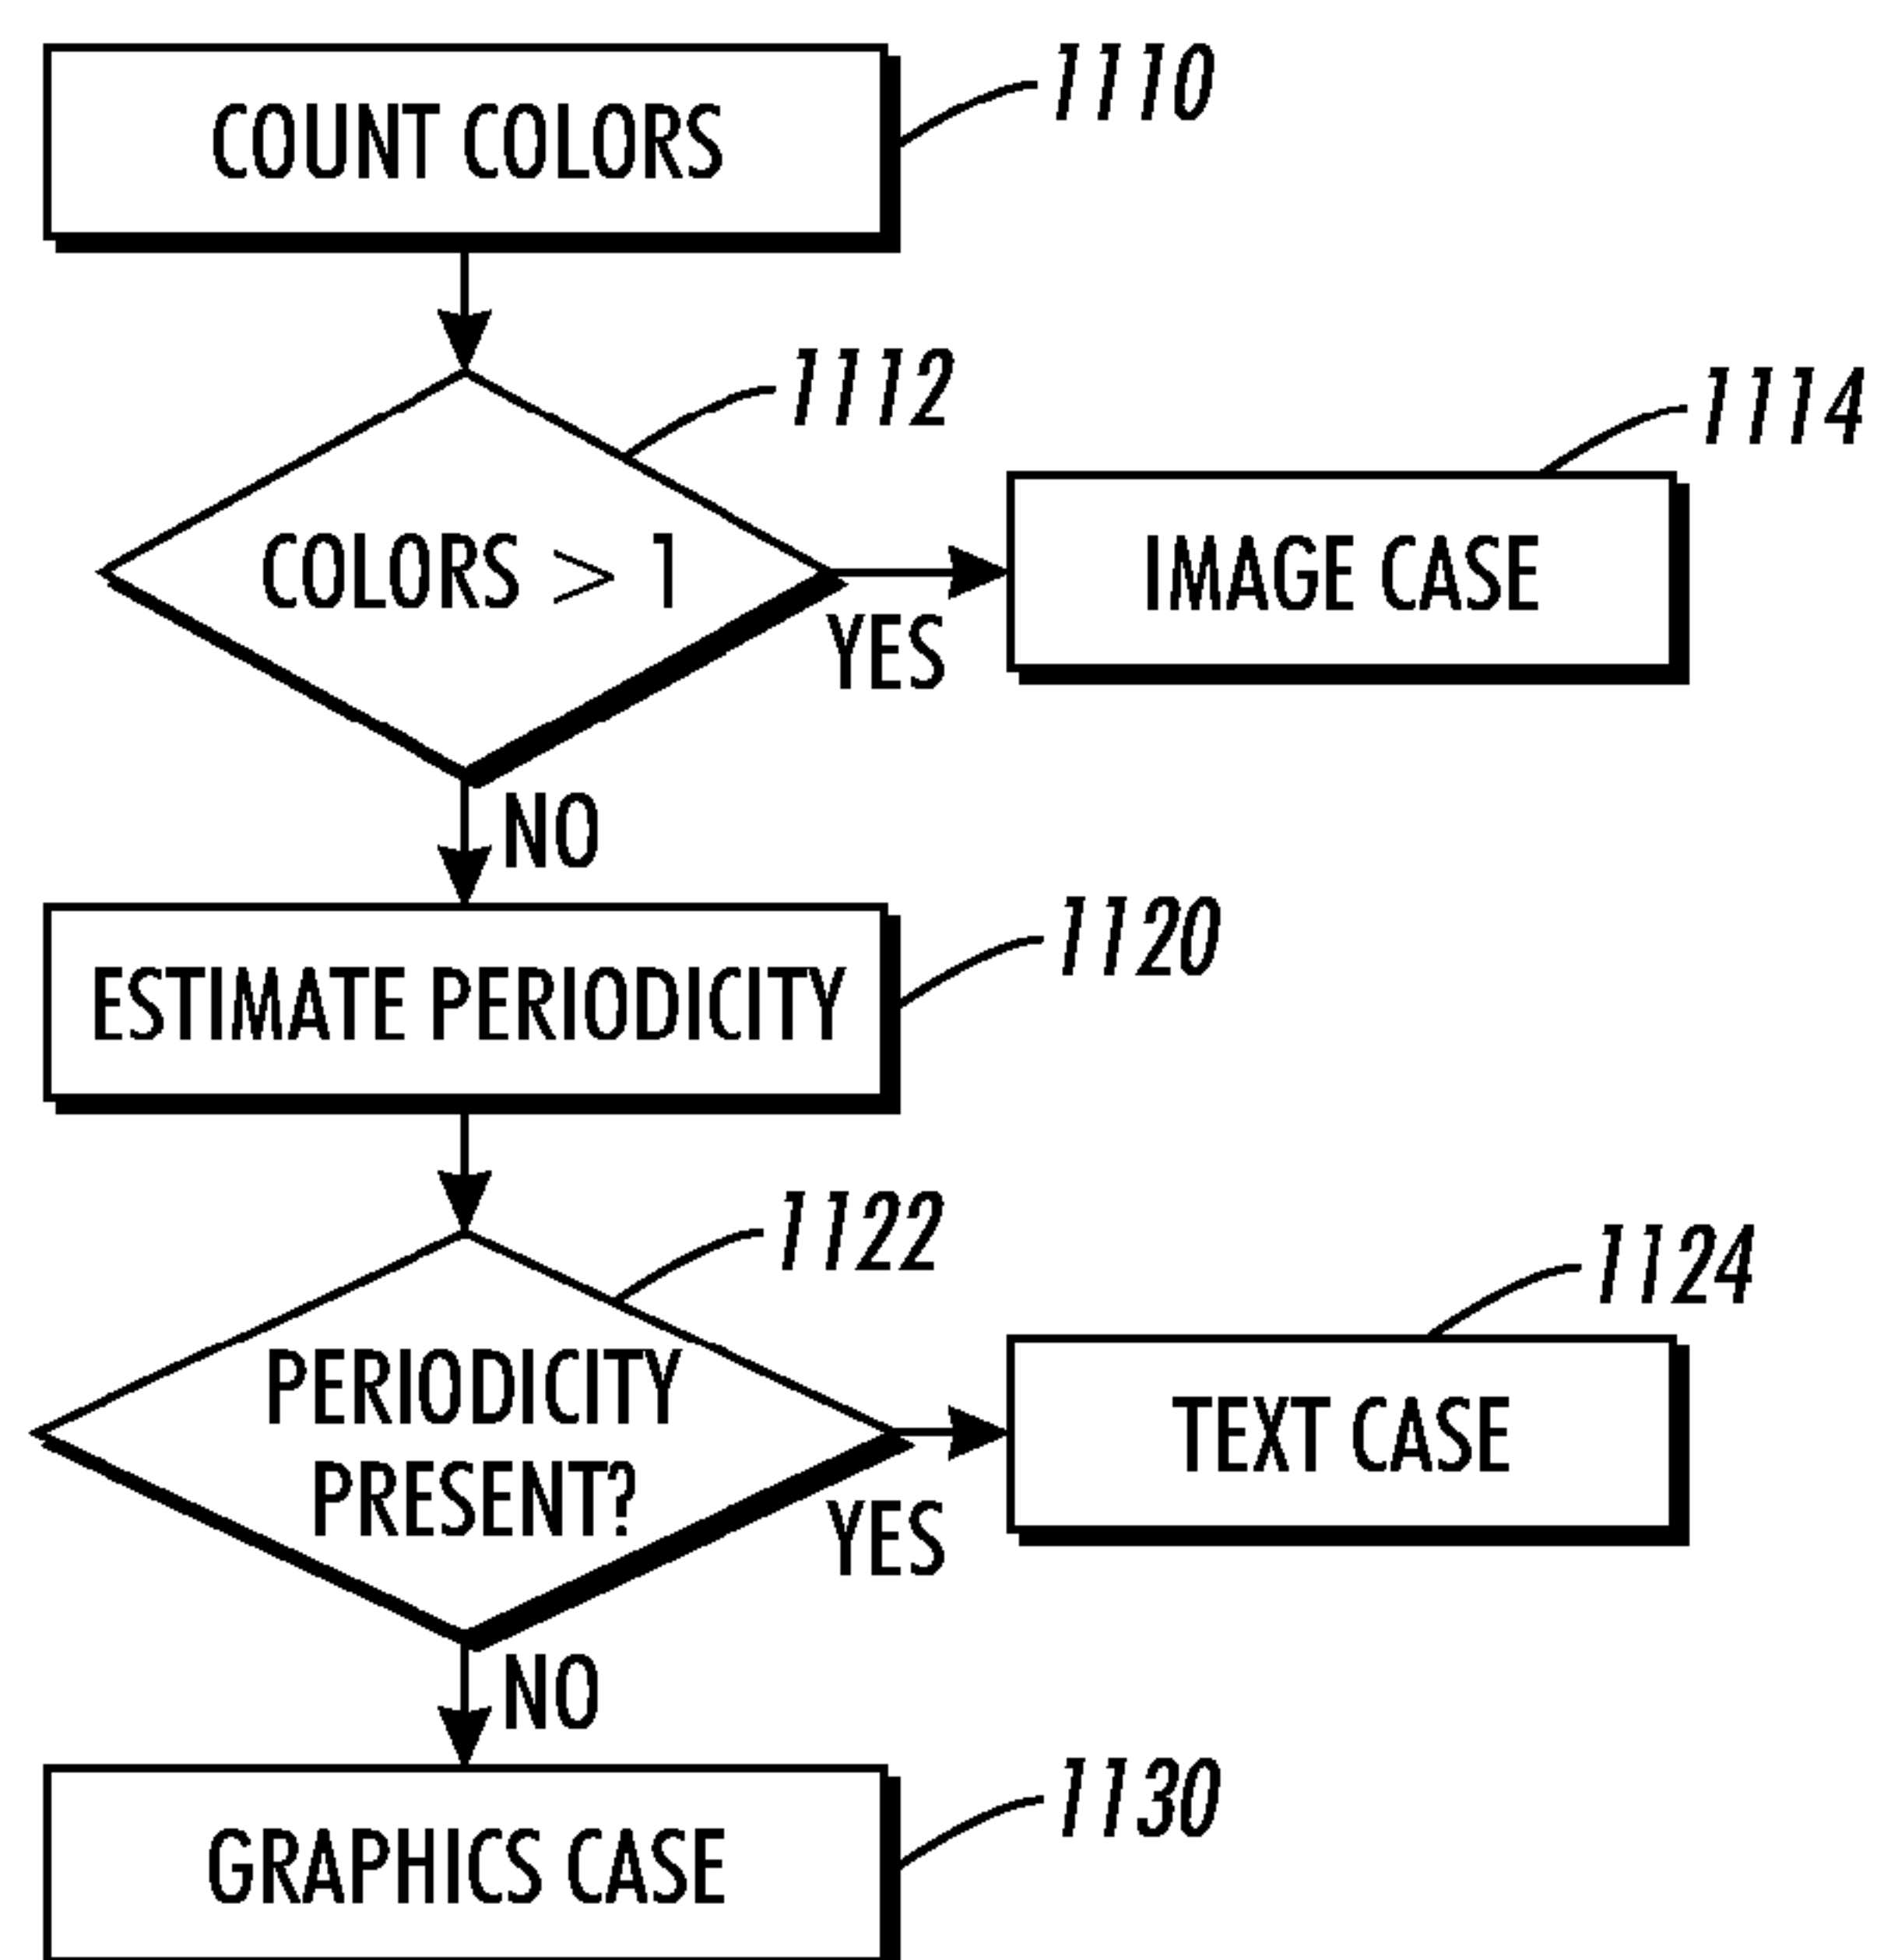 COUNT COLORS
1110
1112
COLORS > 1
YES
1114
IMAGE CASE
NO
ESTIMATE PERIODICITY
1120
1122
PERIODICITY
PRESENT?
YES
1124
TEXT CASE
NO
GRAPHICS CASE
1130